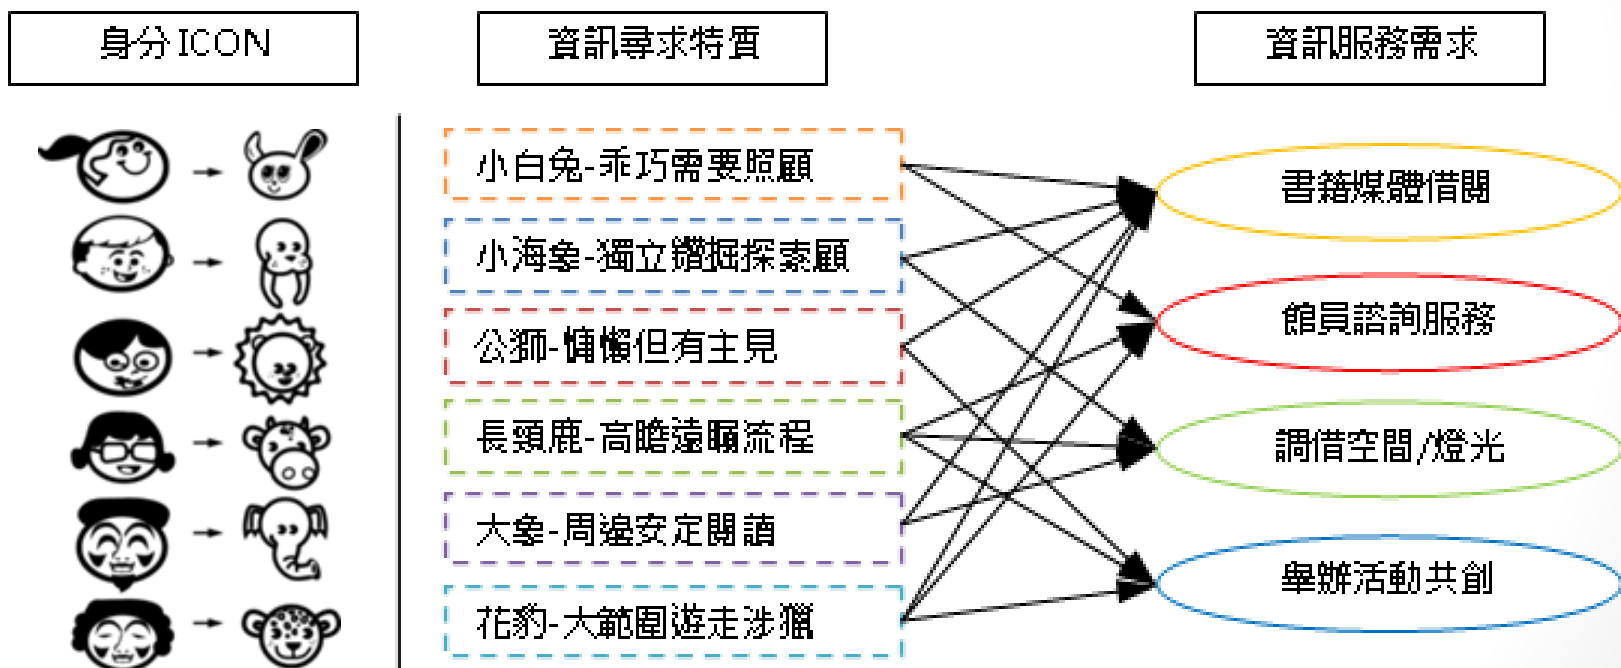 身分ICON
資訊尋求特質
資訊服務需求
小白兔-乖巧需要照顧
小海象-獨立鑽掘探索顧
公獅-慵懶但有主見
長頸鹿-高瞻遠矚流程
大象-周邊安定閱讀
花豹-大範圍遊走涉獵
書籍媒體借閱
館員諮詢服務
調借空間/燈光
舉辦活動共創